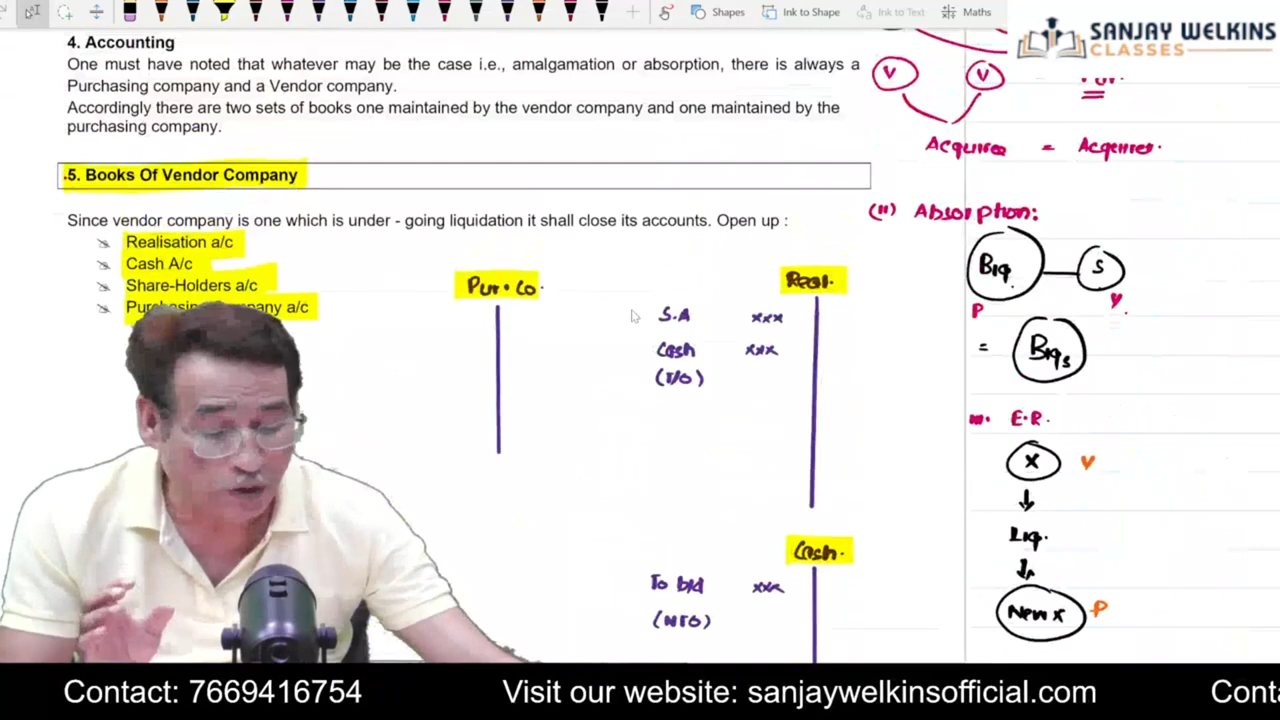 Shapes
Ink to Shape
Ink to Text
Maths
SANJAY WELKINS
CLASSES
4. Accounting
One must have noted that whatever may be the case i.e., amalgamation or absorption, there is always a
Purchasing company and a Vendor company.
Accordingly there are two sets of books one maintained by the vendor company and one maintained by the
purchasing company.
5. Books Of Vendor Company
Since vendor company is one which is under - going liquidation it shall close its accounts. Open up :
Realisation a/c
Cash A/c
Share-Holders a/c
Pur
pany a/c
Pur.Co.
Real.
S.A xxx
Cash xxx
(T/O)
Cash.
To bld xxx
(NTO)
V V
Acquiree = Acquirer.
(II) Absorption:
Big S
P V.
= Bigs
III. E.R.
X V
Liq.
New X P
Contact: 7669416754
Visit our website: sanjaywelkinsofficial.com
Conta